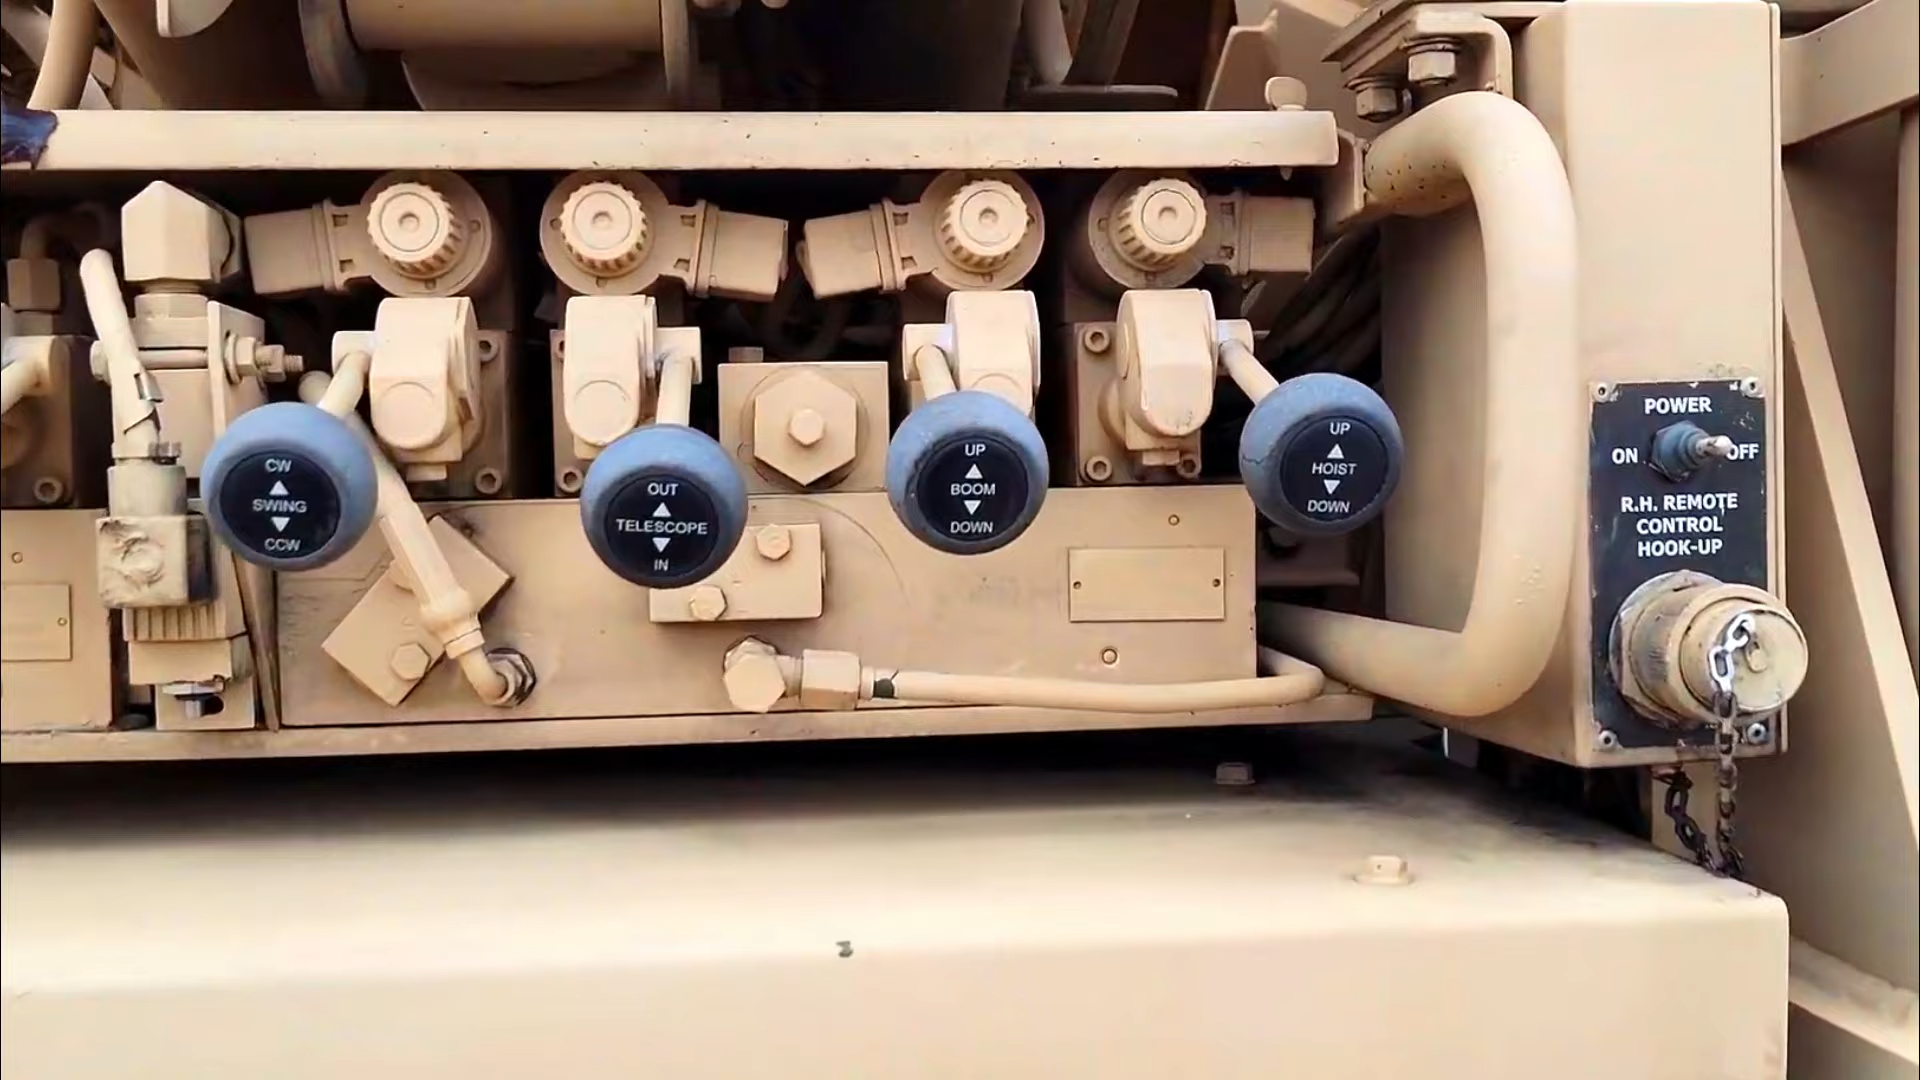 CW
SWING
CCW
OUT
TELESCOPE
IN
UP
BOOM
DOWN
UP
HOIST
DOWN
POWER
ON OFF
R.H. REMOTE
CONTROL
HOOK-UP